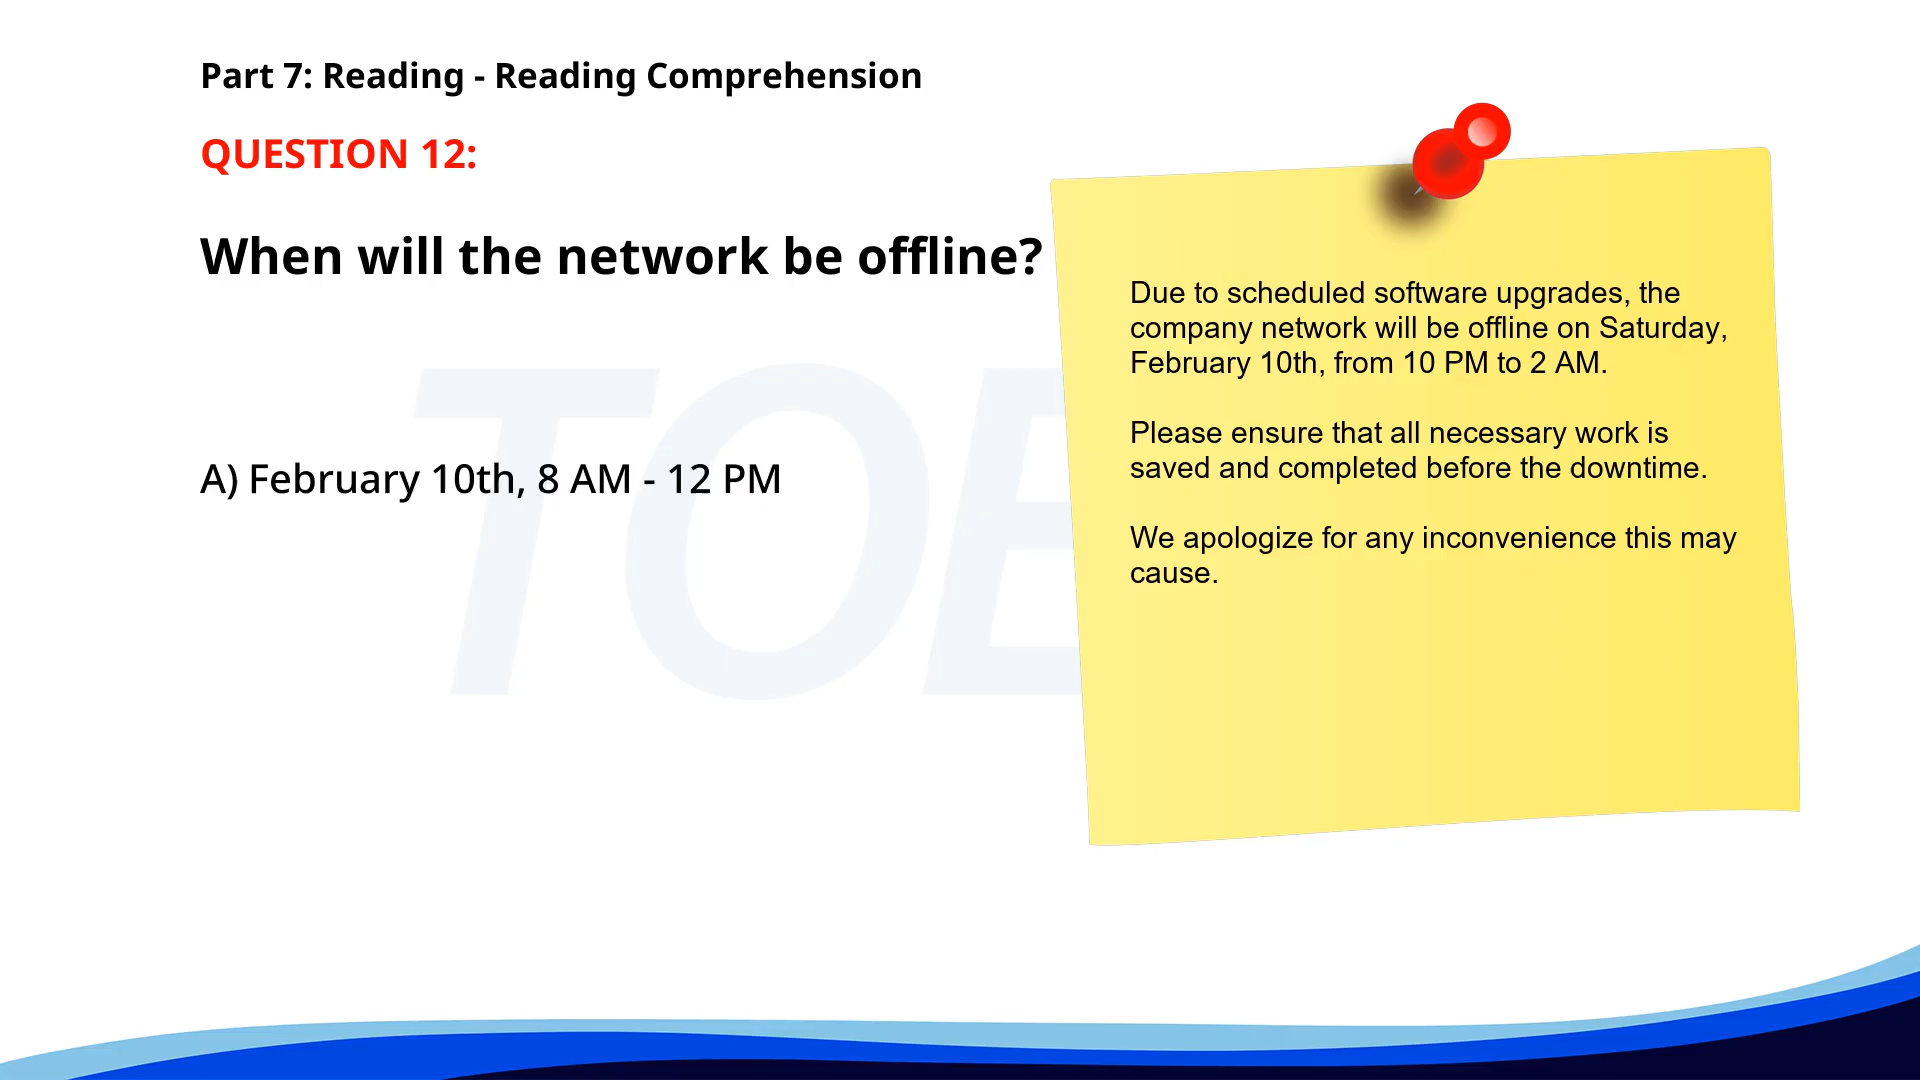 Part 7: Reading - Reading Comprehension
QUESTION 12:
When will the network be offline?
A) February 10th, 8 AM - 12 PM
Due to scheduled software upgrades, the
company network will be offline on Saturday,
February 10th, from 10 PM to 2 AM.
Please ensure that all necessary work is
saved and completed before the downtime.
We apologize for any inconvenience this may
cause.
TOE